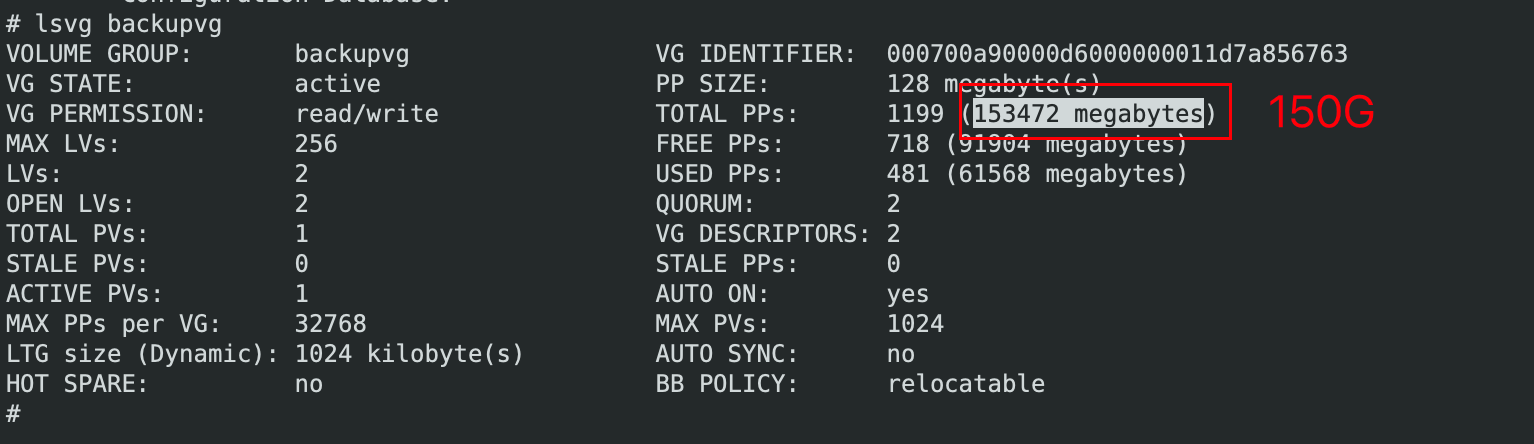 Configuration Database.
# lsvg backupvg
VOLUME GROUP: backupvg VG IDENTIFIER: 000700a90000d6000000011d7a856763
VG STATE: active PP SIZE: 128 megabyte(s)
VG PERMISSION: read/write TOTAL PPs: 1199 (153472 megabytes) 150G
MAX LVs: 256 FREE PPs: 718 (91904 megabytes)
LVs: 2 USED PPs: 481 (61568 megabytes)
OPEN LVs: 2 QUORUM: 2
TOTAL PVs: 1 VG DESCRIPTORS: 2
STALE PVs: 0 STALE PPs: 0
ACTIVE PVs: 1 AUTO ON: yes
MAX PPs per VG: 32768 MAX PVs: 1024
LTG size (Dynamic): 1024 kilobyte(s) AUTO SYNC: no
HOT SPARE: no BB POLICY: relocatable
#